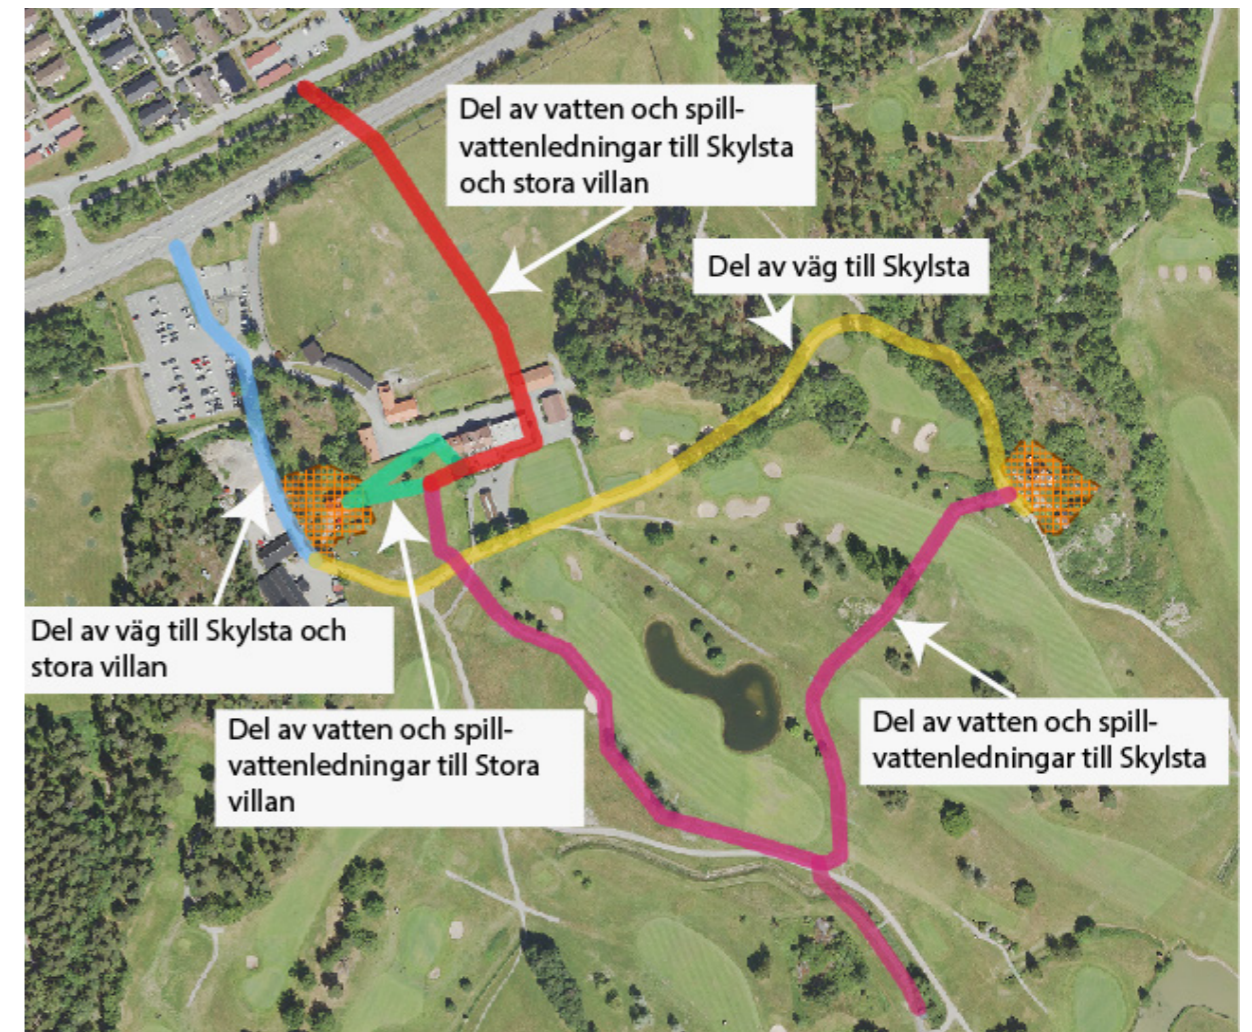 Del av vatten och spill-
vattenledningar till Skylsta
och stora villan
Del av väg till Skylsta
Del av väg till Skylsta och
stora villan
Del av vatten och spill-
vattenledningar till Stora
villan
Del av vatten och spill-
vattenledningar till Skylsta